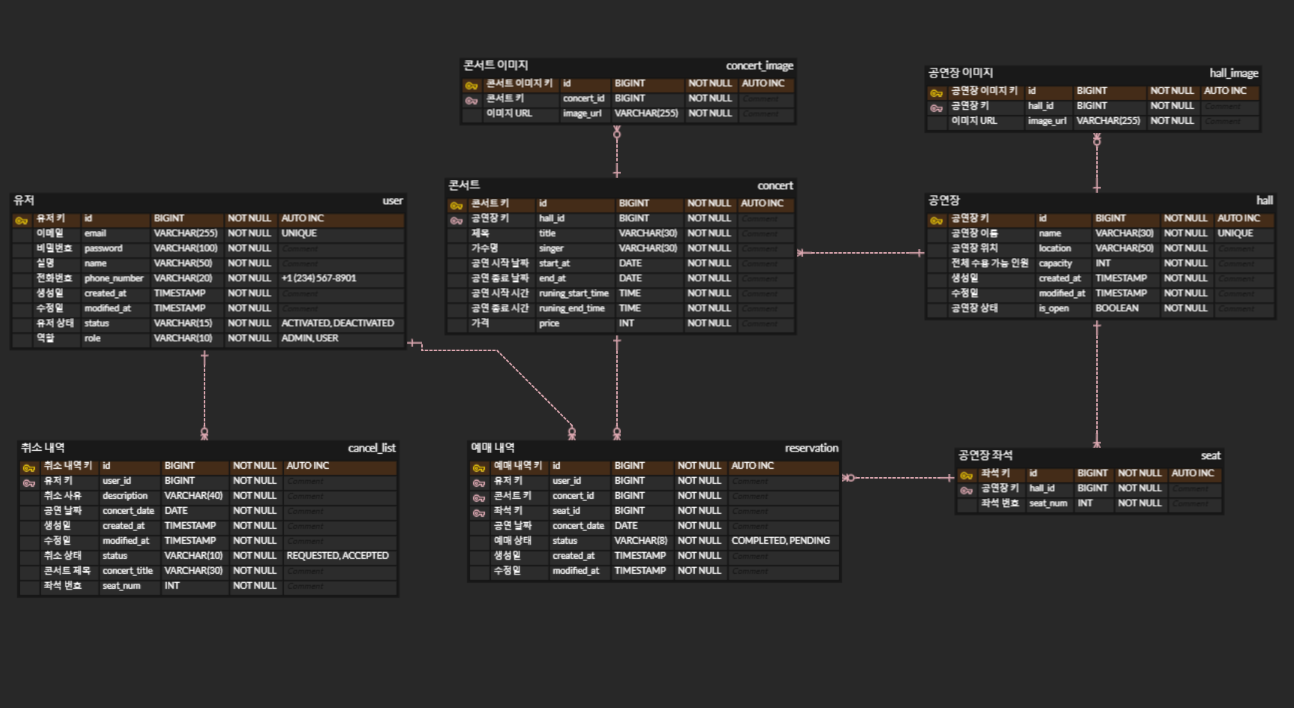 콘서트 이미지 concert_image
콘서트 이미지 키 id BIGINT NOT NULL AUTO INC
콘서트 키 concert_id BIGINT NOT NULL Comment
이미지 URL image_url VARCHAR(255) NOT NULL Comment
공연장 이미지 hall_image
공연장 이미지 키 id BIGINT NOT NULL AUTO INC
공연장 키 hall_id BIGINT NOT NULL Comment
이미지 URL image_url VARCHAR(255) NOT NULL Comment
유저 user
유저 키 id BIGINT NOT NULL AUTO INC
이메일 email VARCHAR(255) NOT NULL UNIQUE
비밀번호 password VARCHAR(100) NOT NULL Comment
실명 name VARCHAR(50) NOT NULL Comment
전화번호 phone_number VARCHAR(20) NOT NULL +1 (234) 567-8901
생성일 created_at TIMESTAMP NOT NULL Comment
수정일 modified_at TIMESTAMP NOT NULL Comment
유저 상태 status VARCHAR(15) NOT NULL ACTIVATED, DEACTIVATED
역할 role VARCHAR(10) NOT NULL ADMIN, USER
콘서트 concert
콘서트 키 id BIGINT NOT NULL AUTO INC
공연장 키 hall_id BIGINT NOT NULL Comment
제목 title VARCHAR(30) NOT NULL Comment
가수명 singer VARCHAR(30) NOT NULL Comment
공연 시작 날짜 start_at DATE NOT NULL Comment
공연 종료 날짜 end_at DATE NOT NULL Comment
공연 시작 시간 runing_start_time TIME NOT NULL Comment
공연 종료 시간 runing_end_time TIME NOT NULL Comment
가격 price INT NOT NULL Comment
공연장 hall
공연장 키 id BIGINT NOT NULL AUTO INC
공연장 이름 name VARCHAR(30) NOT NULL UNIQUE
공연장 위치 location VARCHAR(50) NOT NULL Comment
전체 수용 가능 인원 capacity INT NOT NULL Comment
생성일 created_at TIMESTAMP NOT NULL Comment
수정일 modified_at TIMESTAMP NOT NULL Comment
공연장 상태 is_open BOOLEAN NOT NULL Comment
취소 내역 cancel_list
취소 내역 키 id BIGINT NOT NULL AUTO INC
유저 키 user_id BIGINT NOT NULL Comment
취소 사유 description VARCHAR(40) NOT NULL Comment
공연 날짜 concert_date DATE NOT NULL Comment
생성일 created_at TIMESTAMP NOT NULL Comment
수정일 modified_at TIMESTAMP NOT NULL Comment
취소 상태 status VARCHAR(10) NOT NULL REQUESTED, ACCEPTED
콘서트 제목 concert_title VARCHAR(30) NOT NULL Comment
좌석 번호 seat_num INT NOT NULL Comment
예매 내역 reservation
예매 내역 키 id BIGINT NOT NULL AUTO INC
유저 키 user_id BIGINT NOT NULL Comment
콘서트 키 concert_id BIGINT NOT NULL Comment
좌석 키 seat_id BIGINT NOT NULL Comment
공연 날짜 concert_date DATE NOT NULL Comment
예매 상태 status VARCHAR(8) NOT NULL COMPLETED, PENDING
생성일 created_at TIMESTAMP NOT NULL Comment
수정일 modified_at TIMESTAMP NOT NULL Comment
공연장 좌석 seat
좌석 키 id BIGINT NOT NULL AUTO INC
공연장 키 hall_id BIGINT NOT NULL Comment
좌석 번호 seat_num INT NOT NULL Comment